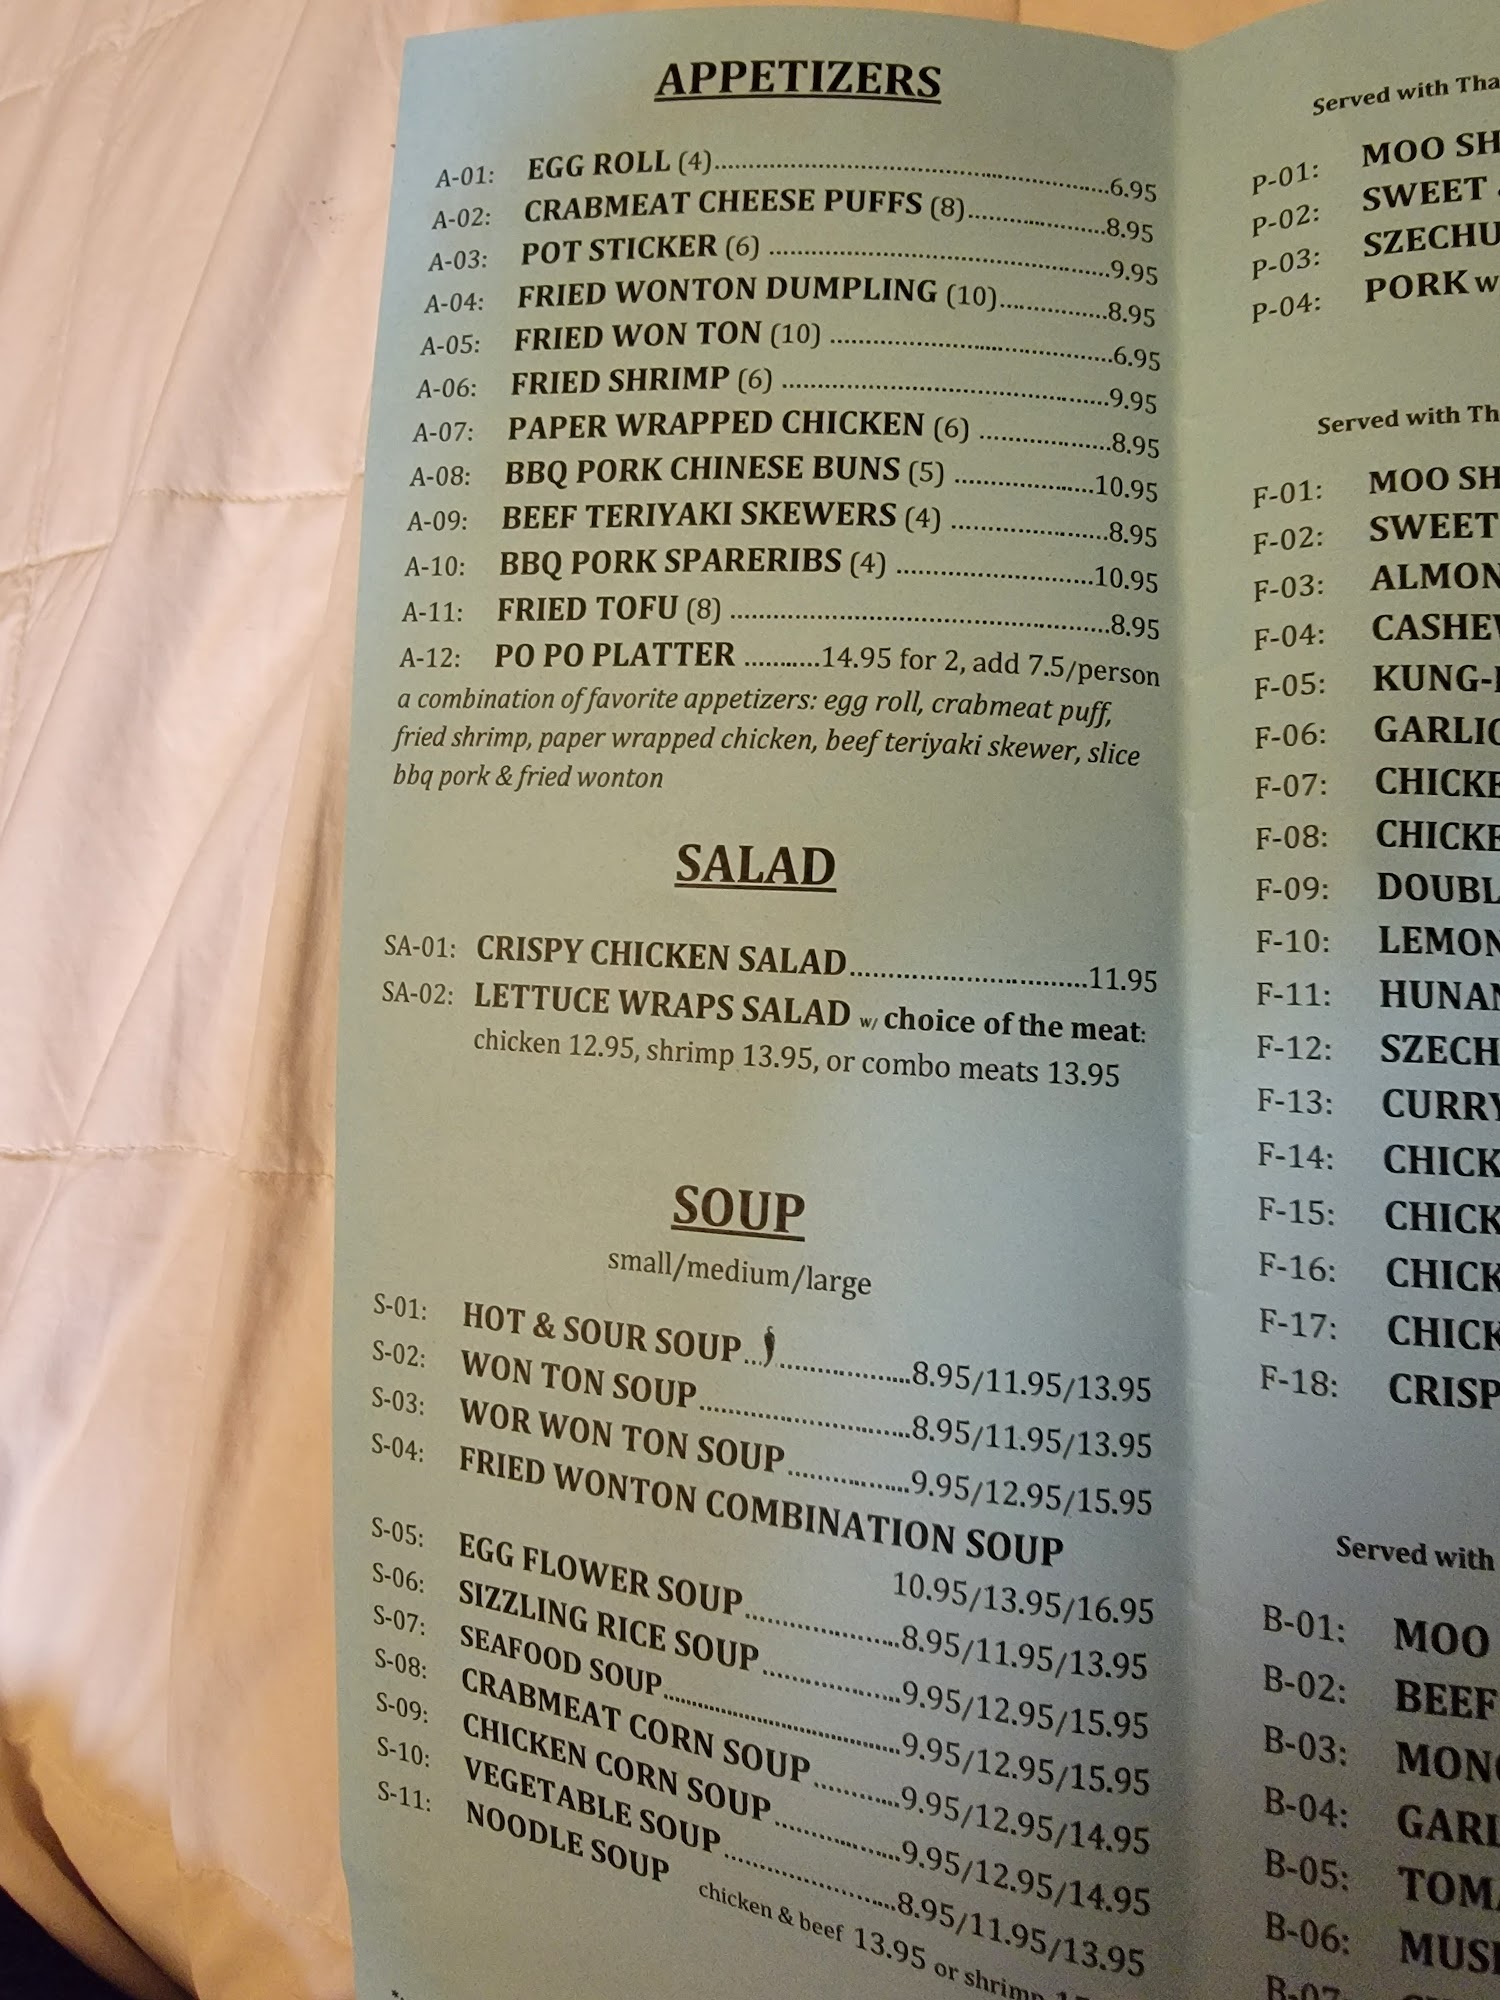 APPETIZERS
A-01: EGG ROLL (4)..........6.95
A-02: CRABMEAT CHEESE PUFFS (8)..........8.95
A-03: POT STICKER (6) ..........9.95
A-04: FRIED WONTON DUMPLING (10)..........8.95
A-05: FRIED WON TON (10) ..........6.95
A-06: FRIED SHRIMP (6) ..........9.95
A-07: PAPER WRAPPED CHICKEN (6) ..........8.95
A-08: BBQ PORK CHINESE BUNS (5) ..........10.95
A-09: BEEF TERIYAKI SKEWERS (4) ..........8.95
A-10: BBQ PORK SPARERIBS (4) ..........10.95
A-11: FRIED TOFU (8) ..........8.95
A-12: PO PO PLATTER ..........14.95 for 2, add 7.5/person
a combination of favorite appetizers: egg roll, crabmeat puff,
fried shrimp, paper wrapped chicken, beef teriyaki skewer, slice
bbq pork & fried wonton
SALAD
SA-01: CRISPY CHICKEN SALAD..........11.95
SA-02: LETTUCE WRAPS SALAD w/ choice of the meat:
chicken 12.95, shrimp 13.95, or combo meats 13.95
SOUP
small/medium/large
S-01: HOT & SOUR SOUP..........8.95/11.95/13.95
S-02: WON TON SOUP..........8.95/11.95/13.95
S-03: WOR WON TON SOUP..........9.95/12.95/15.95
S-04: FRIED WONTON COMBINATION SOUP
10.95/13.95/16.95
S-05: EGG FLOWER SOUP..........8.95/11.95/13.95
S-06: SIZZLING RICE SOUP..........9.95/12.95/15.95
S-07: SEAFOOD SOUP..........9.95/12.95/15.95
S-08: CRABMEAT CORN SOUP..........9.95/12.95/14.95
S-09: CHICKEN CORN SOUP..........9.95/12.95/14.95
S-10: VEGETABLE SOUP..........8.95/11.95/13.95
S-11: NOODLE SOUP
chicken & beef 13.95 or shrimp
Served with
P-01: MOO
P-02: SWEET
P-03:
P-04: PORK
Served with
F-01: MOO
F-02: SWEET
F-03:
F-04:
F-05:
F-06:
F-07:
F-08:
F-09:
F-10: LEMON
F-11:
F-12:
F-13: CURRY
F-14:
F-15:
F-16:
F-17:
F-18:
Served with
B-01: MOO
B-02: BEEF
B-03:
B-04:
B-05:
B-06:
B-07